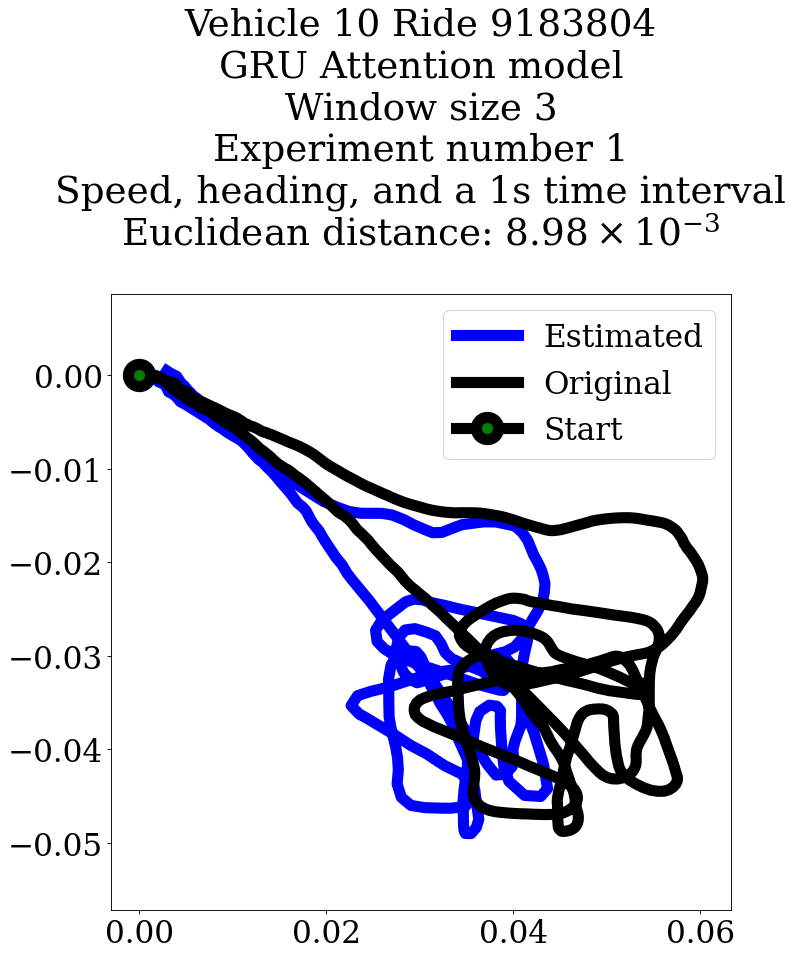 Vehicle 10 Ride 9183804
GRU Attention model
Window size 3
Experiment number 1
Speed, heading, and a 1s time interval
Euclidean distance: 8.98 × 10⁻³
Estimated
Original
Start
0.00
−0.01
−0.02
−0.03
−0.04
−0.05
0.00 0.02 0.04 0.06